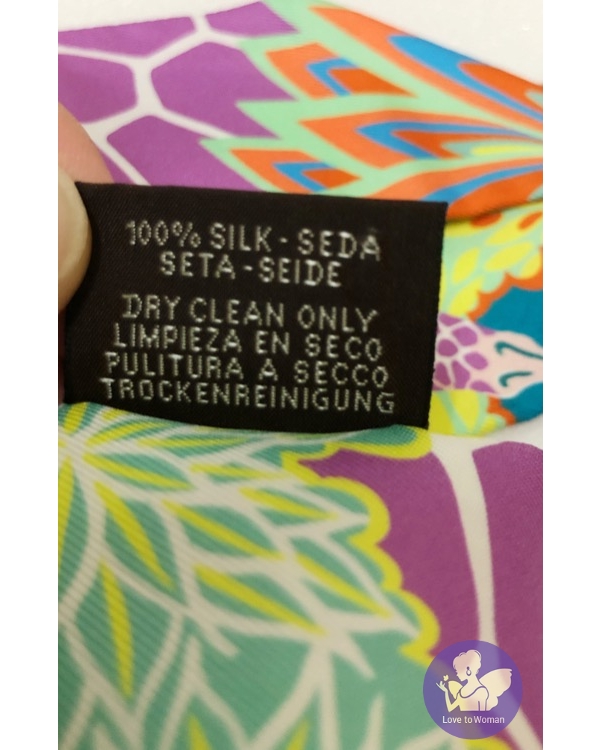 100% SILK - SEDA
SETA - SEIDE
DRY CLEAN ONLY
LIMPIEZA EN SECO
PULITURA A SECCO
TROCKENREINIGUNG
Love to Woman